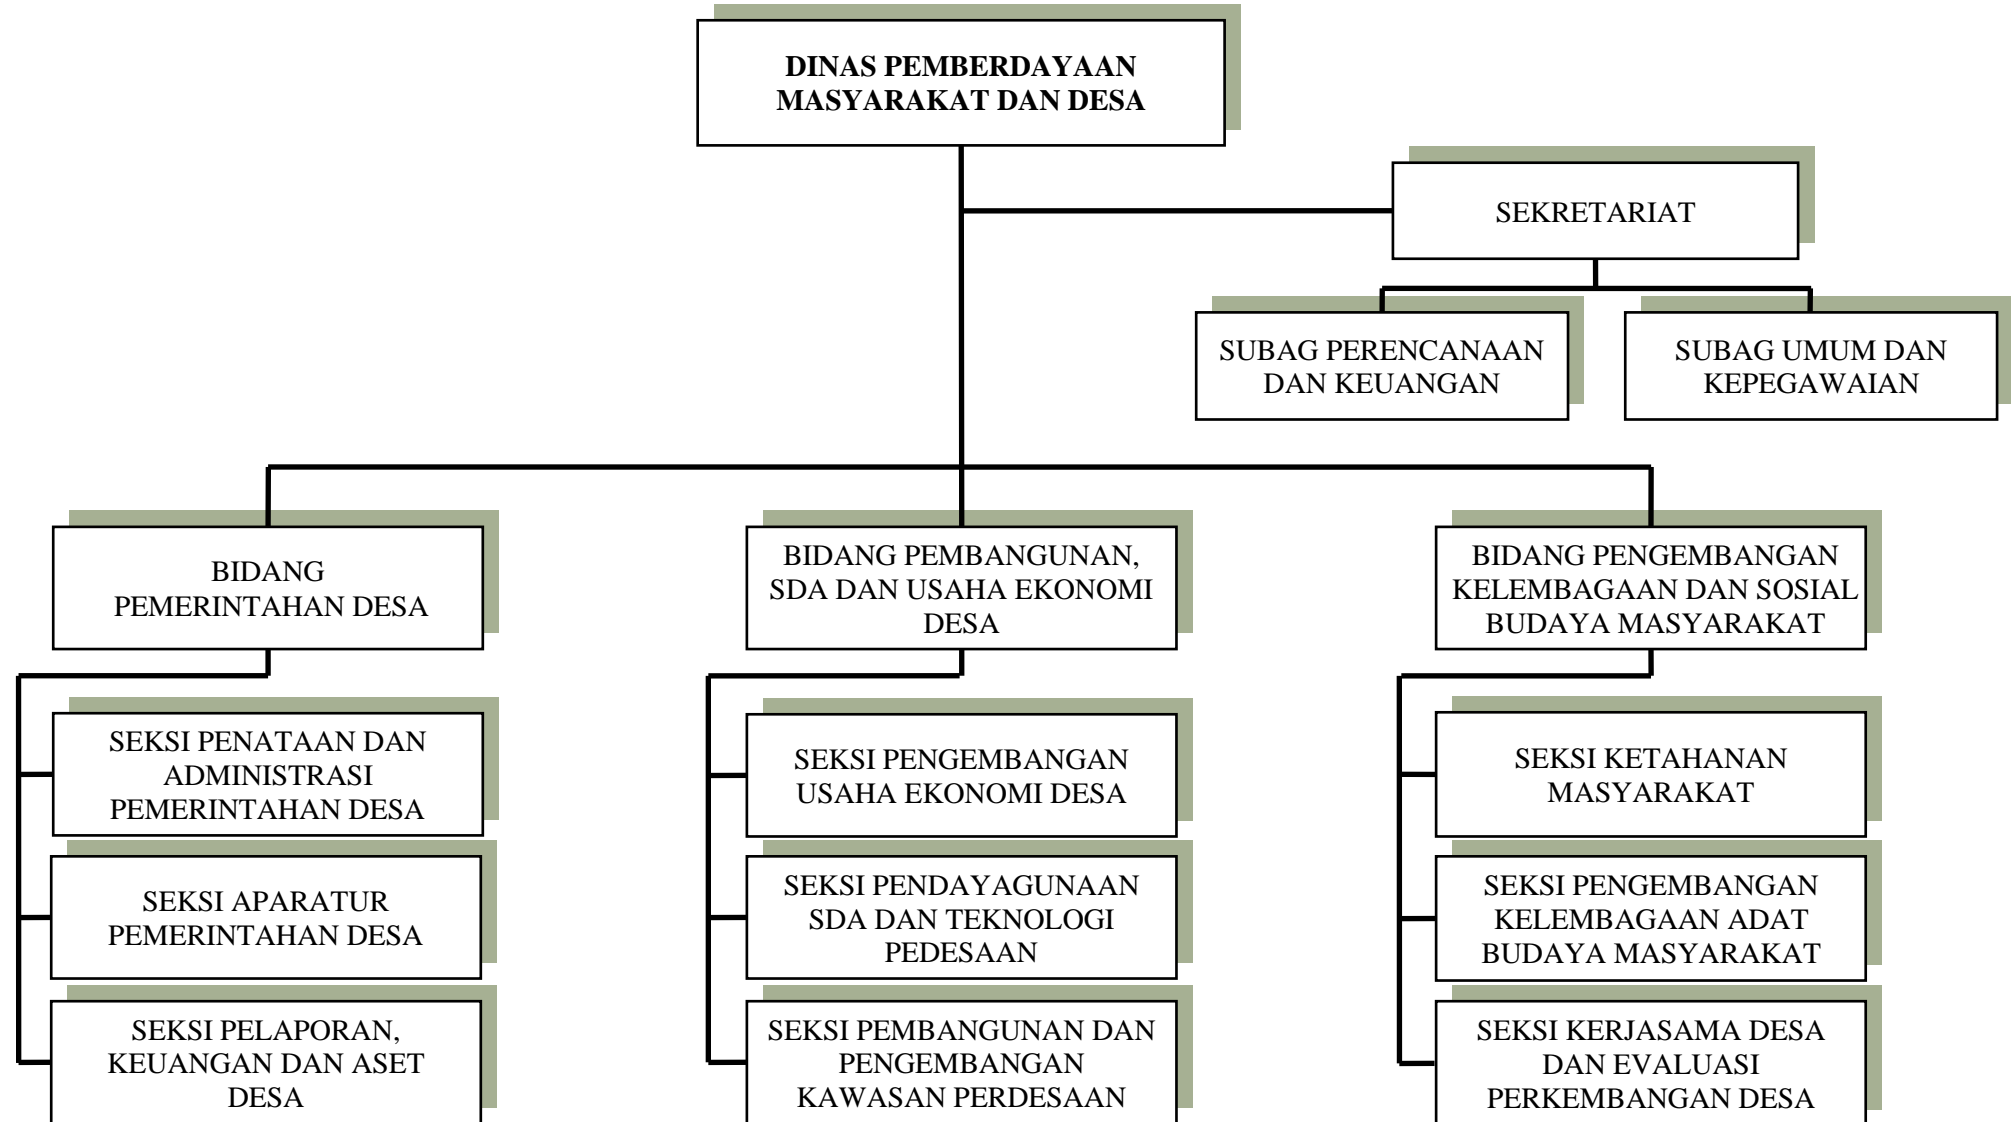 DINAS PEMBERDAYAAN
MASYARAKAT DAN DESA
SEKRETARIAT
SUBAG PERENCANAAN
DAN KEUANGAN
SUBAG UMUM DAN
KEPEGAWAIAN
BIDANG
PEMERINTAHAN DESA
BIDANG PEMBANGUNAN,
SDA DAN USAHA EKONOMI
DESA
BIDANG PENGEMBANGAN
KELEMBAGAAN DAN SOSIAL
BUDAYA MASYARAKAT
SEKSI PENATAAN DAN
ADMINISTRASI
PEMERINTAHAN DESA
SEKSI APARATUR
PEMERINTAHAN DESA
SEKSI PELAPORAN,
KEUANGAN DAN ASET
DESA
SEKSI PENGEMBANGAN
USAHA EKONOMI DESA
SEKSI PENDAYAGUNAAN
SDA DAN TEKNOLOGI
PEDESAAN
SEKSI PEMBANGUNAN DAN
PENGEMBANGAN
KAWASAN PERDESAAN
SEKSI KETAHANAN
MASYARAKAT
SEKSI PENGEMBANGAN
KELEMBAGAAN ADAT
BUDAYA MASYARAKAT
SEKSI KERJASAMA DESA
DAN EVALUASI
PERKEMBANGAN DESA